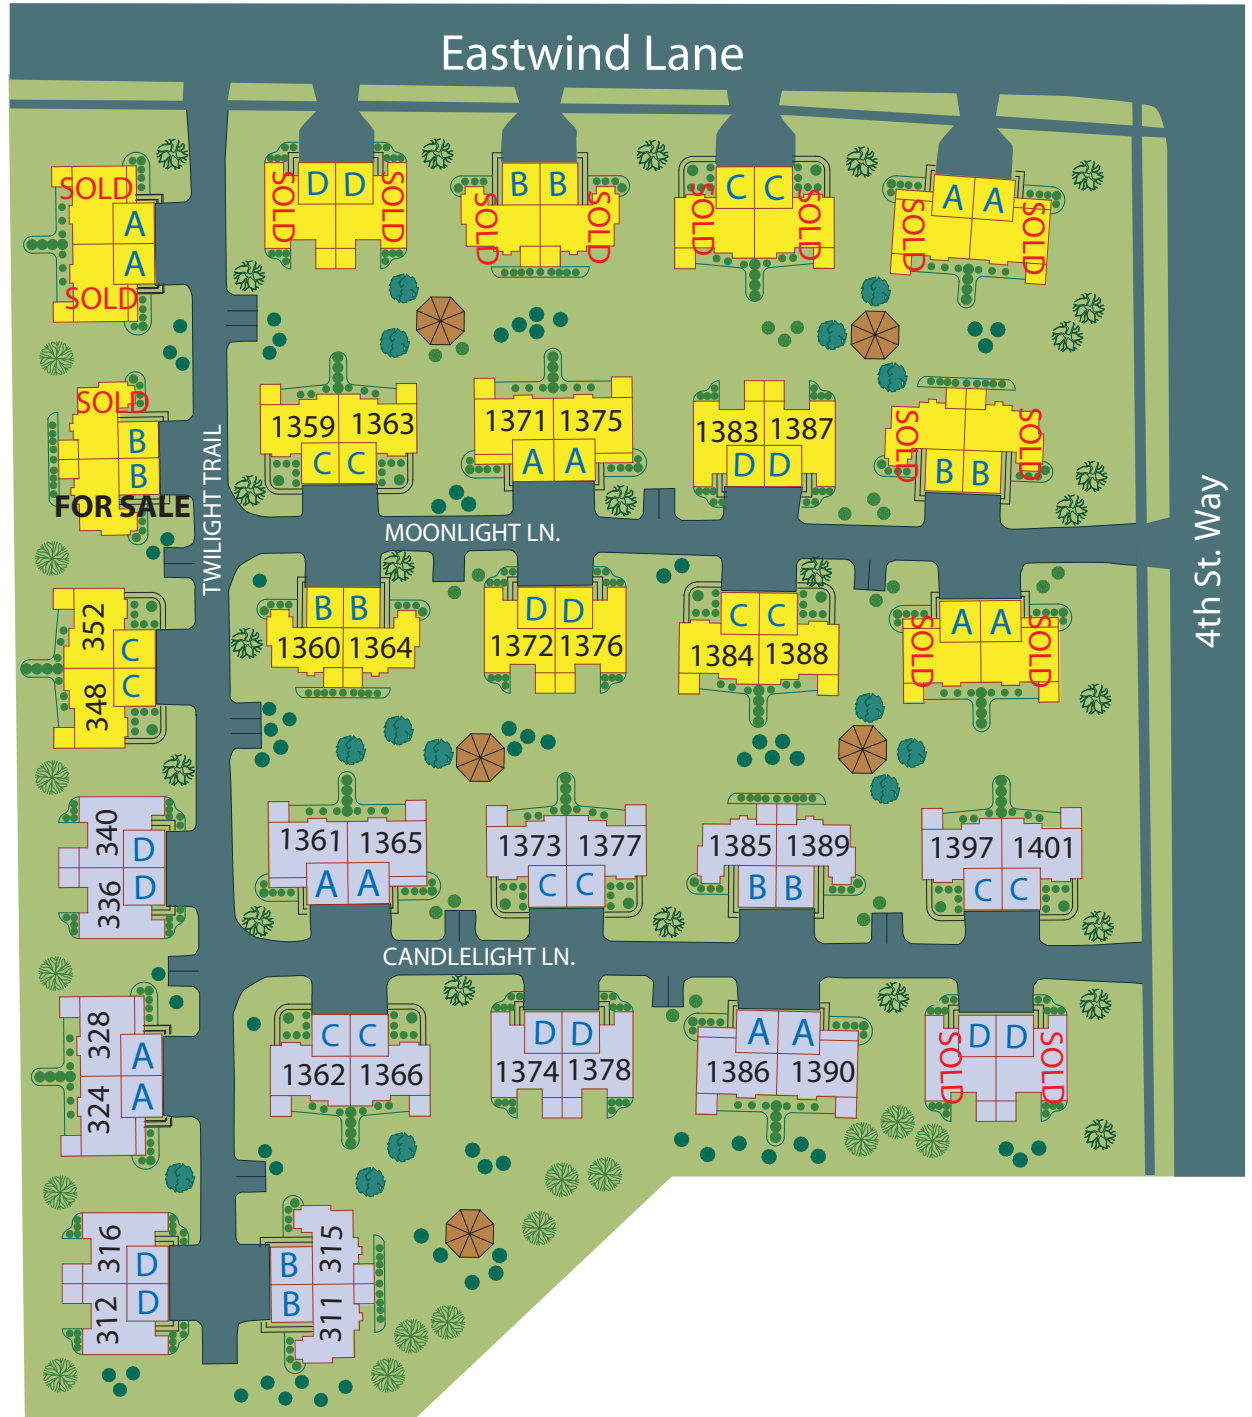 Eastwind Lane
SOLD
A
A
SOLD
SOLD
D D
SOLD
SOLD
B B
SOLD
SOLD
C C
SOLD
SOLD
A A
SOLD
SOLD
B
B
FOR SALE
TWILIGHT TRAIL
1359 1363
C C
1371 1375
A A
1383 1387
D D
SOLD
B B
SOLD
MOONLIGHT LN.
4th St. Way
352
C
C
348
B B
1360 1364
D D
1372 1376
C C
1384 1388
SOLD
A A
SOLD
340
D
D
336
1361 1365
A A
1373 1377
C C
1385 1389
B B
1397 1401
C C
CANDLELIGHT LN.
328
A
A
324
C C
1362 1366
D D
1374 1378
A A
1386 1390
SOLD
D D
SOLD
316
D
D
312
B
315
B
311